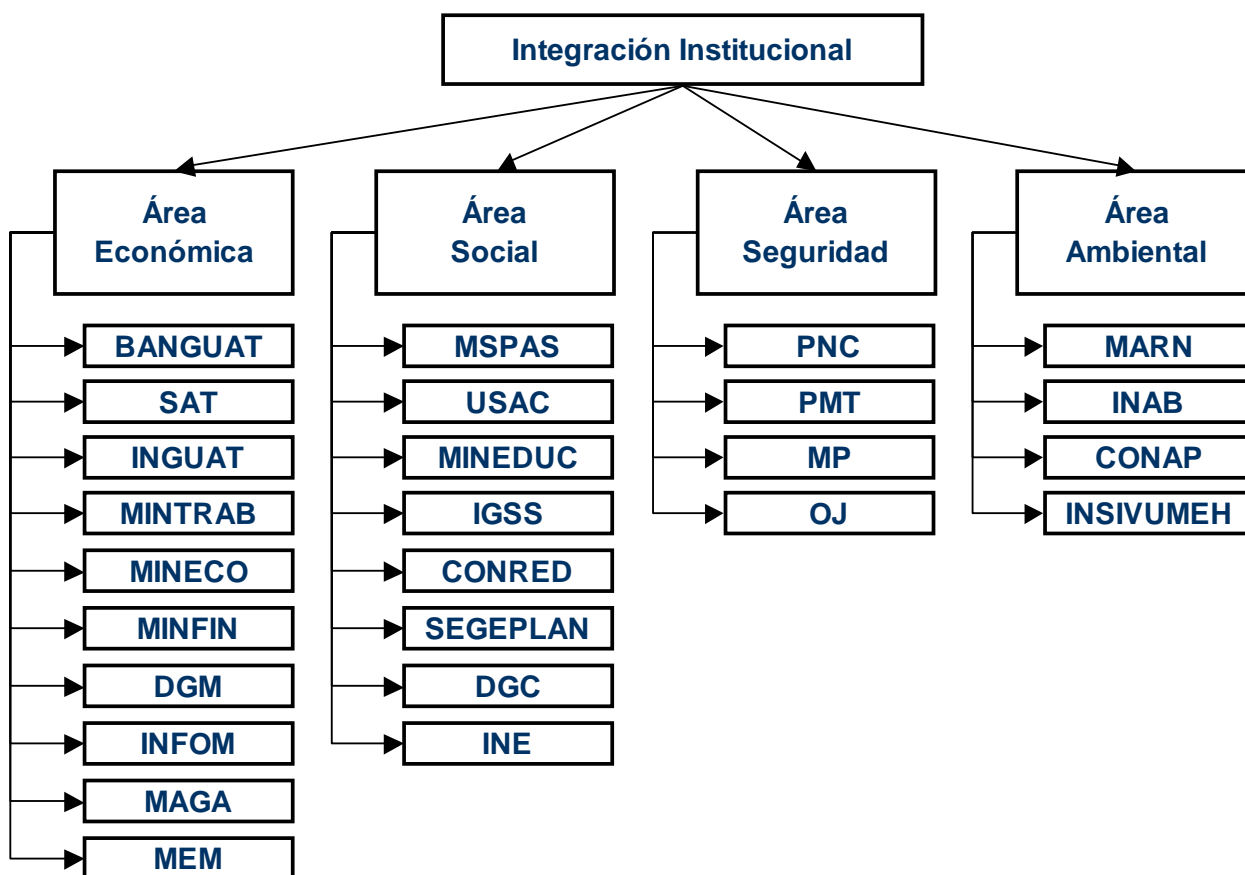 Integración Institucional
Área
Económica
BANGUAT
SAT
INGUAT
MINTRAB
MINECO
MINFIN
DGM
INFOM
MAGA
MEM
Área
Social
MSPAS
USAC
MINEDUC
IGSS
CONRED
SEGEPLAN
DGC
INE
Área
Seguridad
PNC
PMT
MP
OJ
Área
Ambiental
MARN
INAB
CONAP
INSIVUMEH